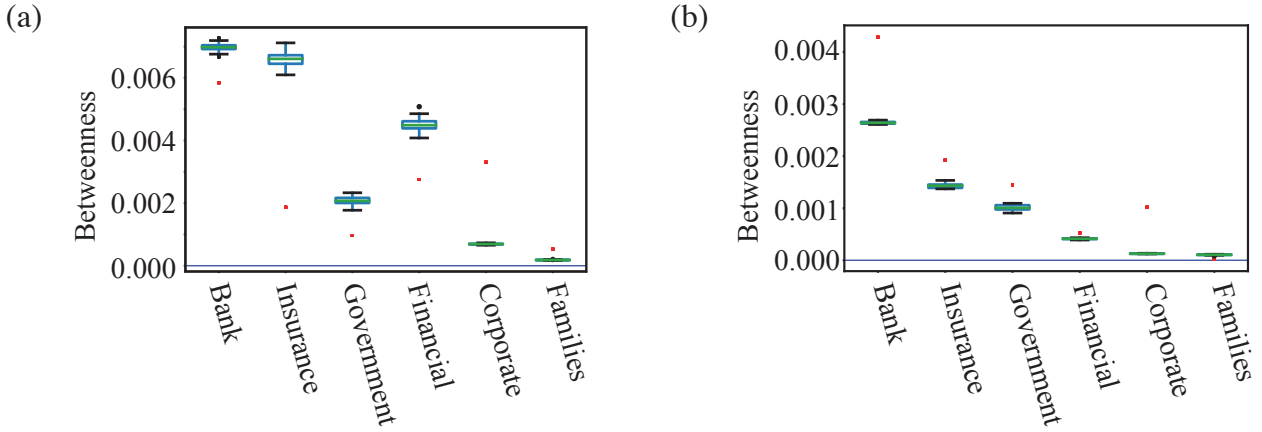 (a)
Betweenness
0.006
0.004
0.002
0.000
Bank
Insurance
Government
Financial
Corporate
Families
(b)
Betweenness
0.004
0.003
0.002
0.001
0.000
Bank
Insurance
Government
Financial
Corporate
Families